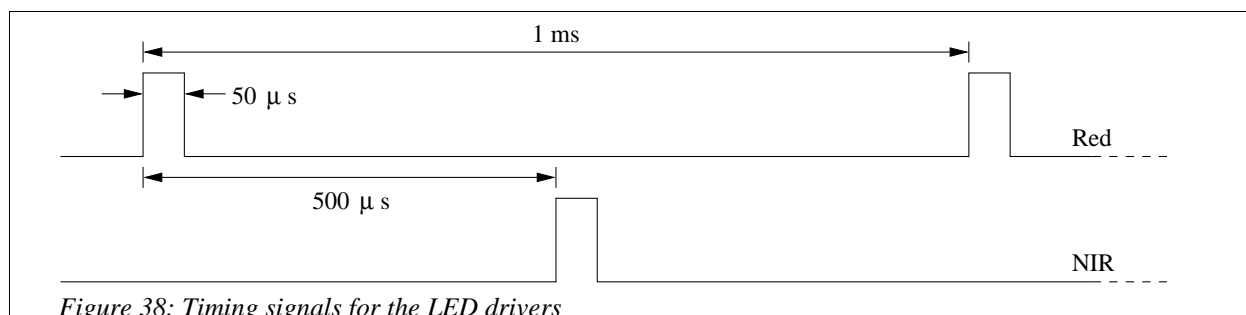 1 ms
50 μ s
Red
500 μ s
NIR
Figure 38: Timing signals for the LED drivers